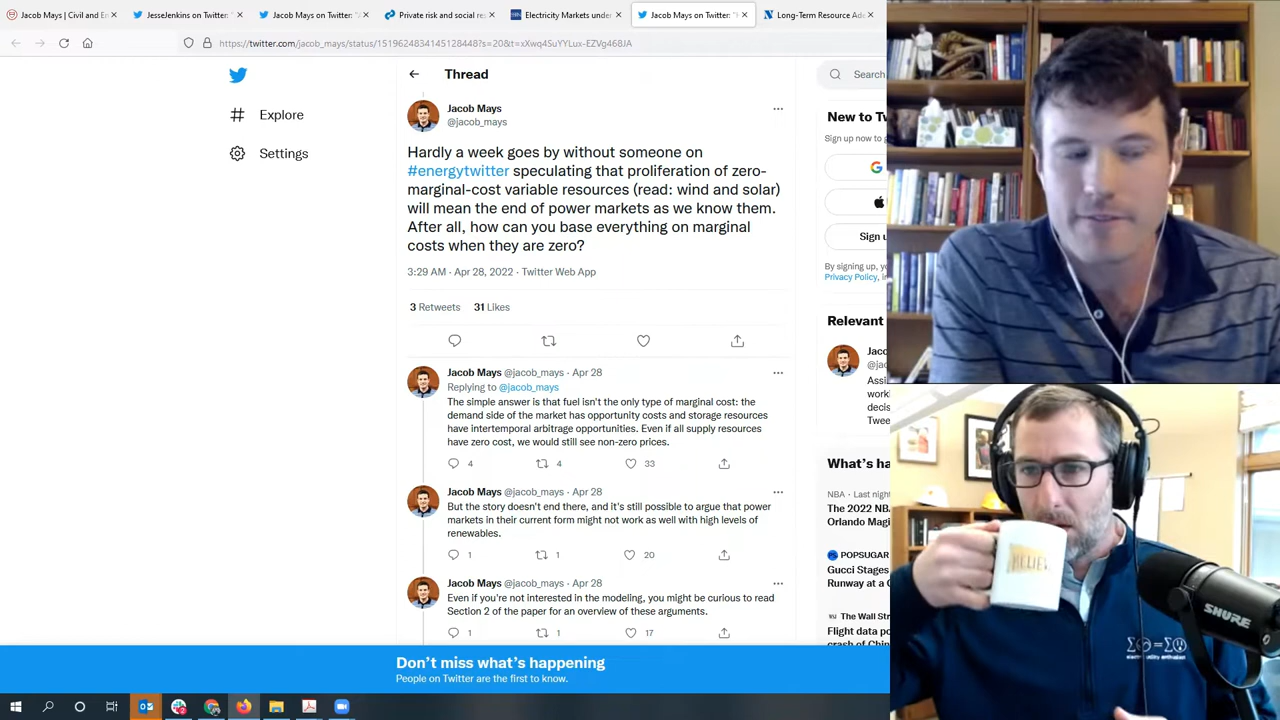 Jacob Mays | Civil and E
JesseJenkins on Twitter: "
Jacob Mays on Twitter: "
Private risk and social re
Electricity Markets unde
Jacob Mays on Twitter: "
Long-Term Resource Ade
https://twitter.com/jacob_mays/status/1519624834145128448?s=20&t=xXwq4SuYYLux-EZVg468JA
Explore
Settings
Thread
Jacob Mays
@jacob_mays
Hardly a week goes by without someone on
#energytwitter speculating that proliferation of zero-
marginal-cost variable resources (read: wind and solar)
will mean the end of power markets as we know them.
After all, how can you base everything on marginal
costs when they are zero?
3:29 AM · Apr 28, 2022 · Twitter Web App
3 Retweets 31 Likes
Jacob Mays @jacob_mays · Apr 28
Replying to @jacob_mays
The simple answer is that fuel isn't the only type of marginal cost: the
demand side of the market has opportunity costs and storage resources
have intertemporal arbitrage opportunities. Even if all supply resources
have zero cost, we would still see non-zero prices.
4 4 33
Jacob Mays @jacob_mays · Apr 28
But the story doesn't end there, and it's still possible to argue that power
markets in their current form might not work as well with high levels of
renewables.
1 1 20
Jacob Mays @jacob_mays · Apr 28
Even if you're not interested in the modeling, you might be curious to read
Section 2 of the paper for an overview of these arguments.
1 1 17
Search
New to Tw
Sign up now to g
Sign u
By signing up, yo
Privacy Policy, in
Relevant
Jaco
@jac
Assi
work
decis
Twee
What's ha
NBA · Last night
The 2022 NB
Orlando Magi
POPSUGAR
Gucci Stages
Runway at a C
The Wall Str
Flight data po
crash of Chin
Don't miss what's happening
People on Twitter are the first to know.
SHURE